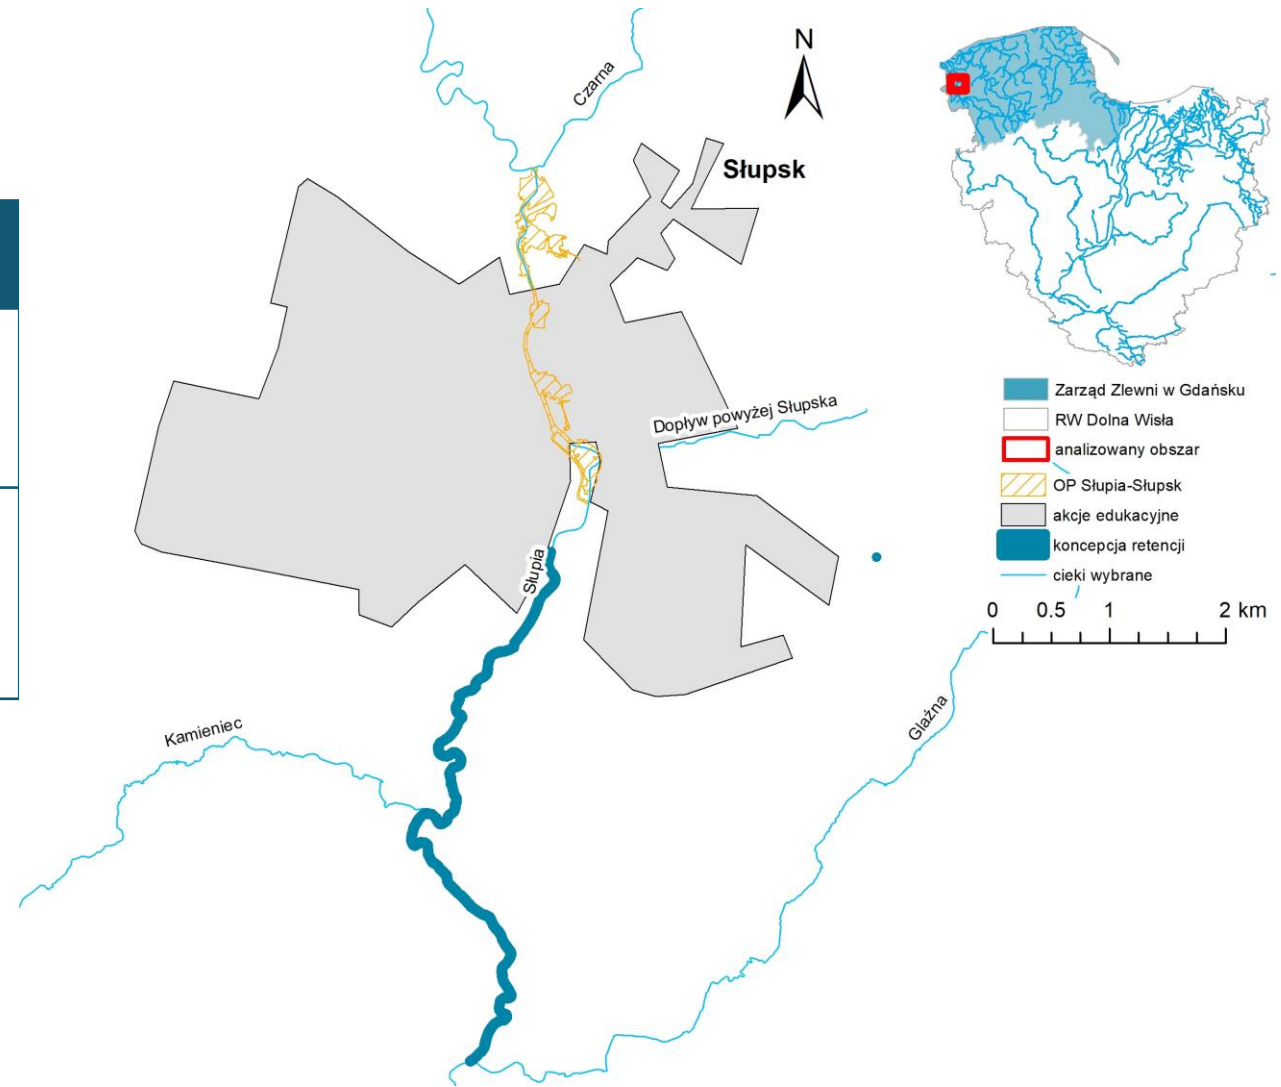 N
Czarna
Słupsk
Dopływ powyżej Słupska
Słupia
Kamieniec
Głaźna
Zarząd Zlewni w Gdańsku
RW Dolna Wisła
analizowany obszar
OP Słupia-Słupsk
akcje edukacyjne
koncepcja retencji
cieki wybrane
0 0.5 1 2 km